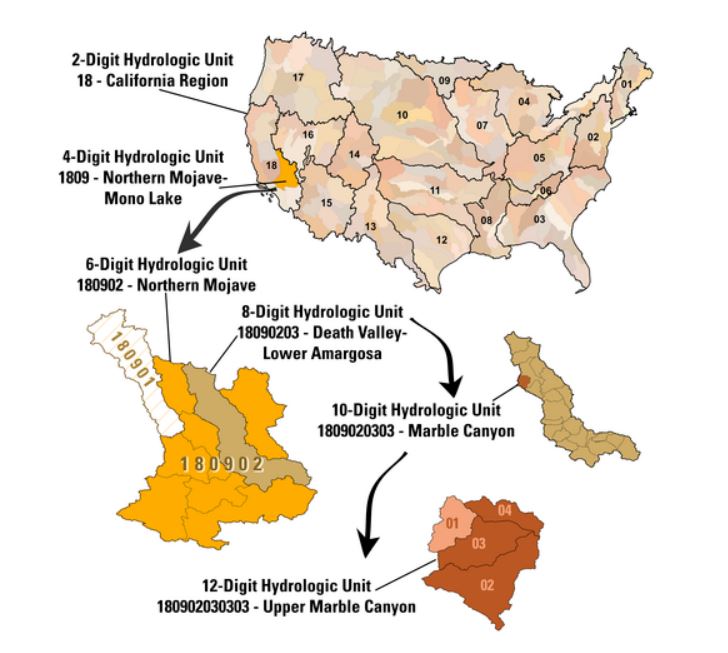 2-Digit Hydrologic Unit
18 - California Region
4-Digit Hydrologic Unit
1809 - Northern Mojave-
Mono Lake
17
09
01
10
04
16
07
02
18
14
05
11
06
15
13
08
03
12
6-Digit Hydrologic Unit
180902 - Northern Mojave
8-Digit Hydrologic Unit
18090203 - Death Valley-
Lower Amargosa
180901
180902
10-Digit Hydrologic Unit
1809020303 - Marble Canyon
01
04
03
02
12-Digit Hydrologic Unit
180902030303 - Upper Marble Canyon